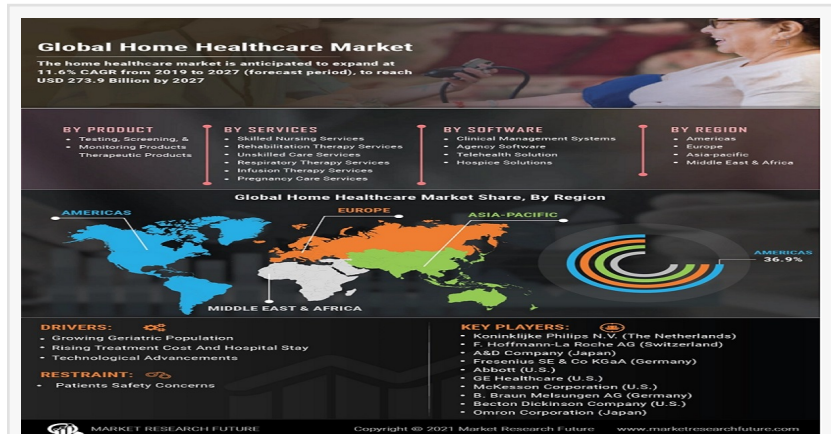 Global Home Healthcare Market
The home healthcare market is anticipated to expand at
11.6% CAGR from 2019 to 2027 (forecast period), to reach
USD 273.9 Billion by 2027
BY PRODUCT
• Testing, Screening, &
• Monitoring Products
Therapeutic Products
BY SERVICES
• Skilled Nursing Services
• Rehabilitation Therapy Services
• Unskilled Care Services
• Respiratory Therapy Services
• Infusion Therapy Services
• Pregnancy Care Services
BY SOFTWARE
• Clinical Management Systems
• Agency Software
• Telehealth Solution
• Hospice Solutions
BY REGION
• Americas
• Europe
• Asia-pacific
• Middle East & Africa
Global Home Healthcare Market Share, By Region
AMERICAS
EUROPE
ASIA-PACIFIC
MIDDLE EAST & AFRICA
AMERICAS
36.9%
DRIVERS:
• Growing Geriatric Population
• Rising Treatment Cost And Hospital Stay
• Technological Advancements
RESTRAINT:
• Patients Safety Concerns
KEY PLAYERS:
• Koninklijke Philips N.V. (The Netherlands)
• F. Hoffmann-La Roche AG (Switzerland)
• A&D Company (Japan)
• Fresenius SE & Co KGaA (Germany)
• Abbott (U.S.)
• GE Healthcare (U.S.)
• McKesson Corporation (U.S.)
• B. Braun Melsungen AG (Germany)
• Becton Dickinson Company (U.S.)
• Omron Corporation (Japan)
MARKET RESEARCH FUTURE
Copyright © 2021 Market Research Future
www.marketresearchfuture.com